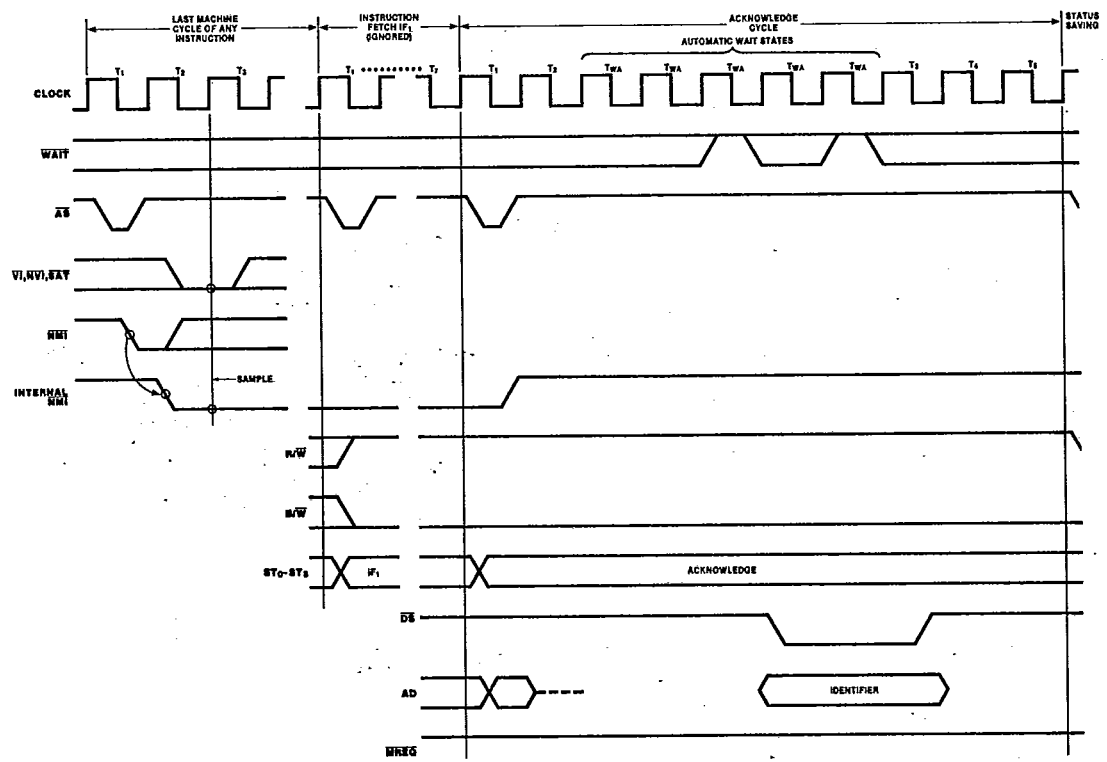 LAST MACHINE
CYCLE OF ANY
INSTRUCTION
INSTRUCTION
FETCH IF1
(IGNORED)
ACKNOWLEDGE
CYCLE
STATUS
SAVING
AUTOMATIC WAIT STATES
CLOCK
T1 T2 T3 T1 T2 T1 T2 TWA TWA TWA TWA TWA T3 T4 T5
WAIT
AS
VI,NVI,SAT
NMI
INTERNAL
NMI
SAMPLE
R/W
B/W
ST0-ST3
IF1
ACKNOWLEDGE
DS
AD
IDENTIFIER
MREQ